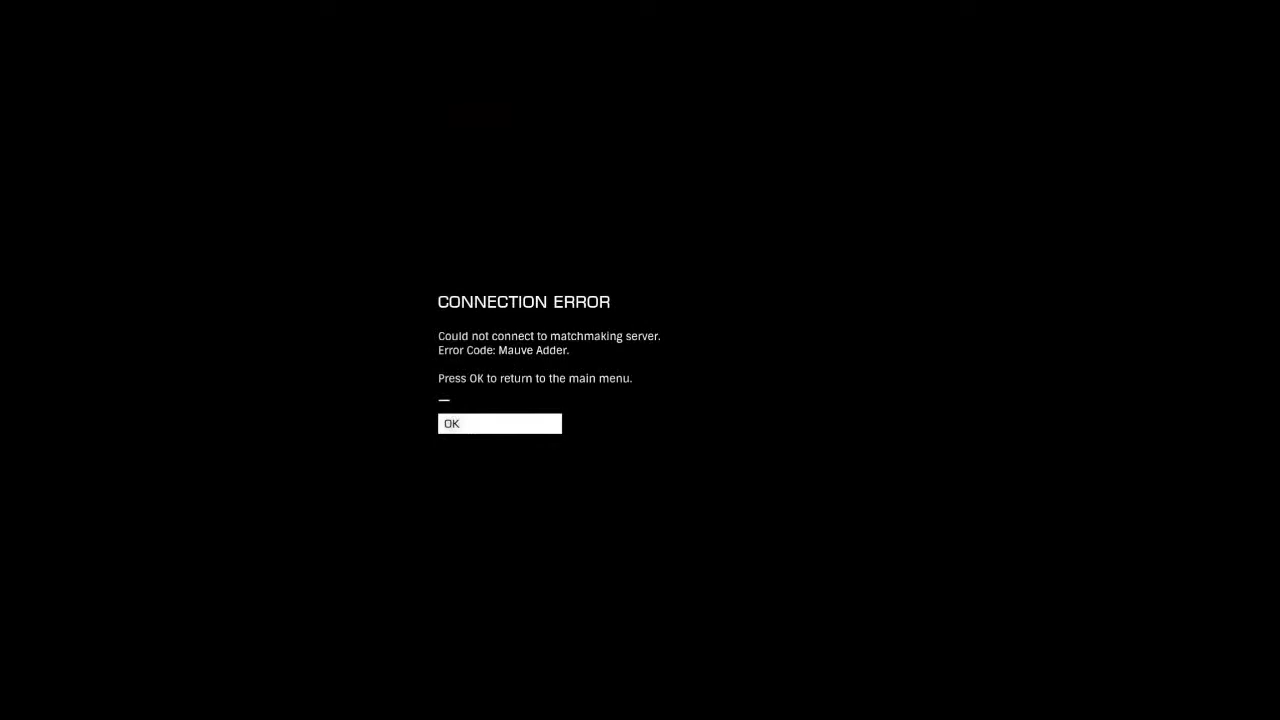 CONNECTION ERROR
Could not connect to matchmaking server.
Error Code: Mauve Adder.
Press OK to return to the main menu.
OK